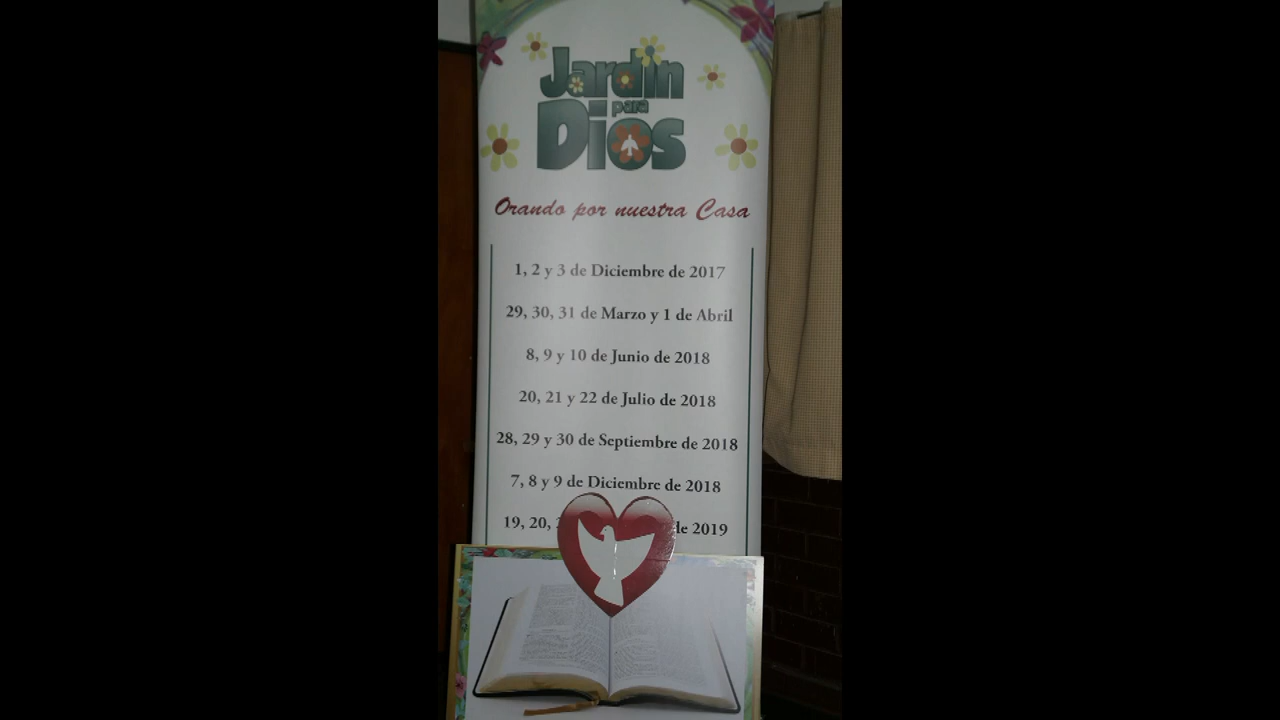 Jardin
para
Dios
Orando por nuestra Casa
1, 2 y 3 de Diciembre de 2017
29, 30, 31 de Marzo y 1 de Abril
8, 9 y 10 de Junio de 2018
20, 21 y 22 de Julio de 2018
28, 29 y 30 de Septiembre de 2018
7, 8 y 9 de Diciembre de 2018
19, 20, de 2019